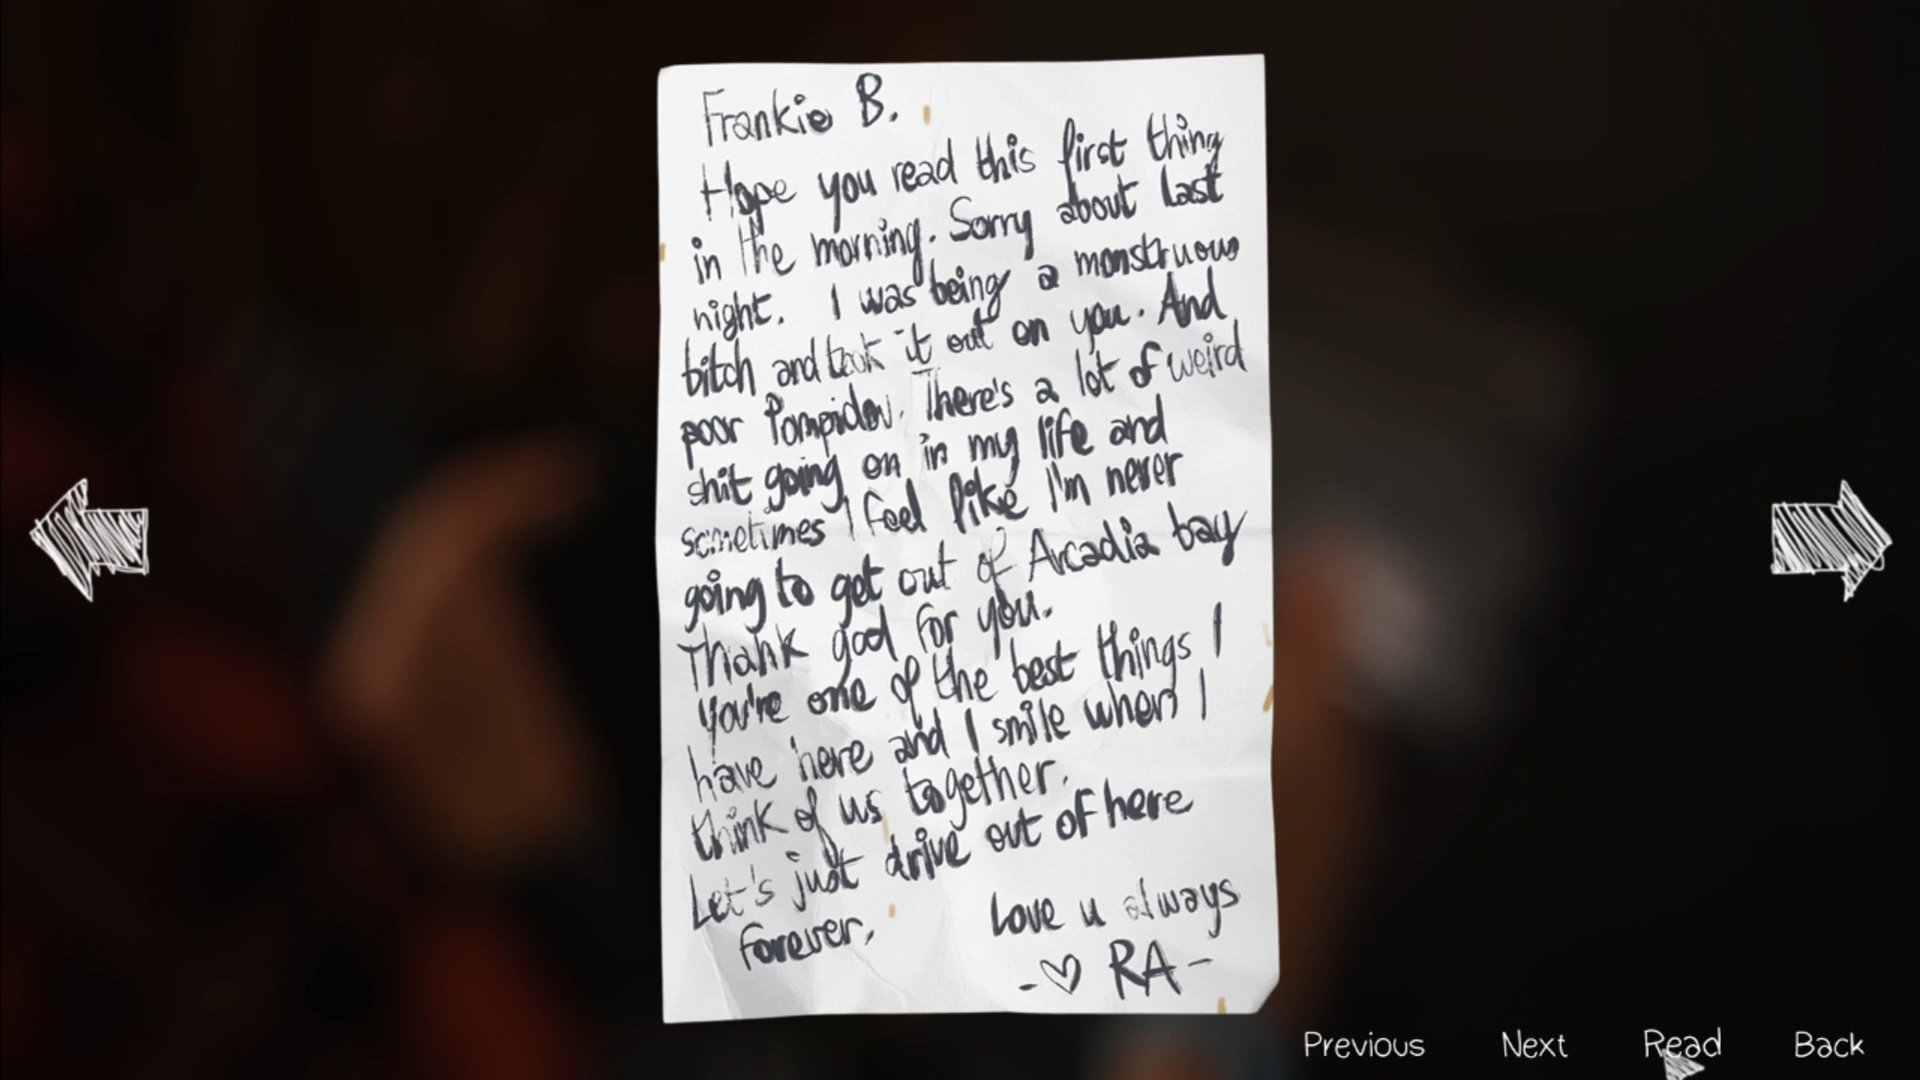 Frankie B.
Hope you read this first thing
in the morning. Sorry about last
night. I was being a monstruous
bitch and took it out on you. And
poor Pompidou. There's a lot of weird
shit going on in my life and
sometimes I feel like I'm never
going to get out of Arcadia bay
Thank god for you.
You're one of the best things I
have here and I smile when I
think of us together.
Let's just drive out of here
forever.
Love u always
-♡ RA-
Previous Next Read Back